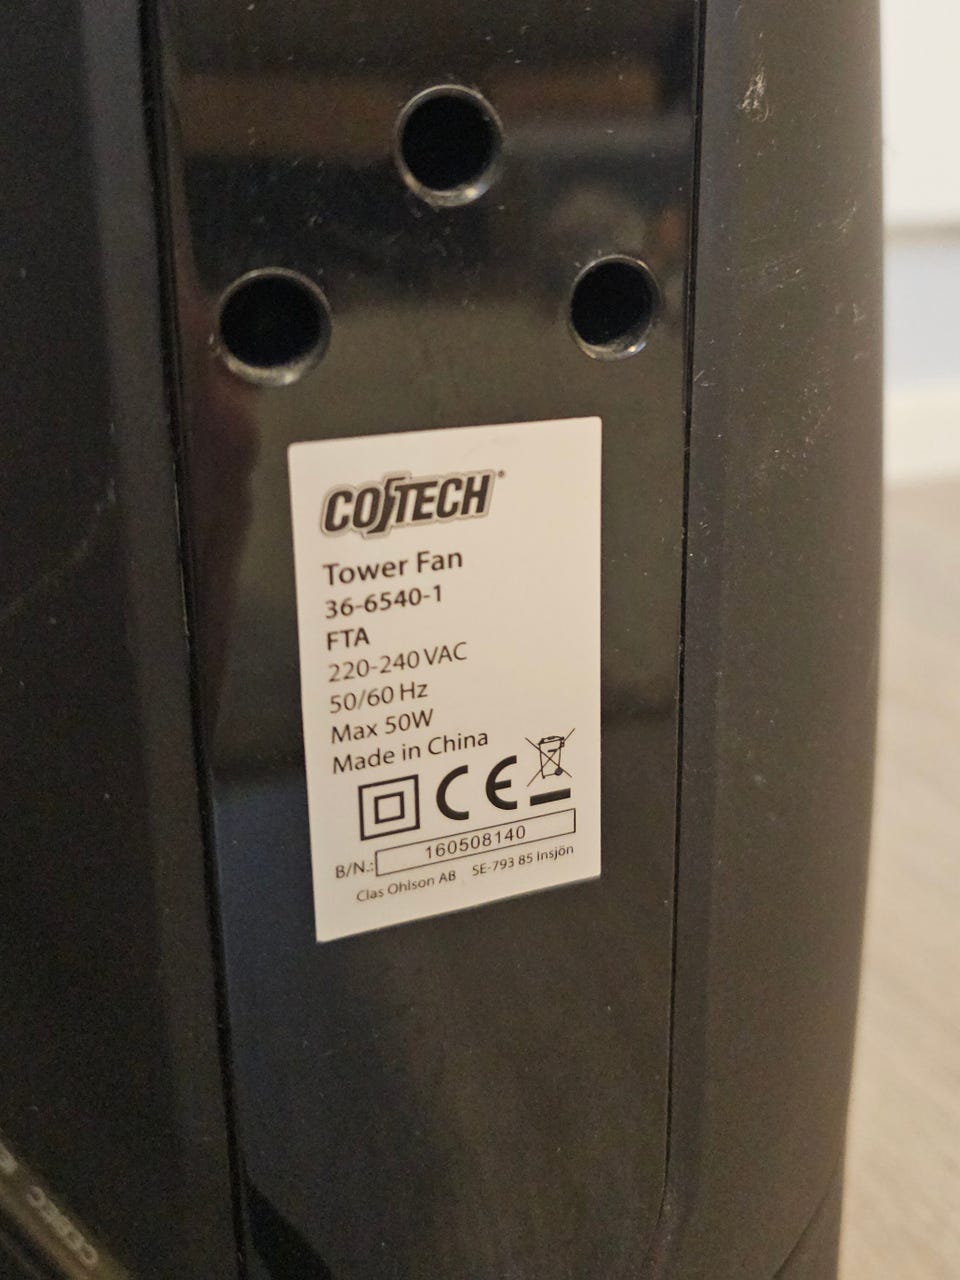 COTECH
Tower Fan
36-6540-1
FTA
220-240 VAC
50/60 Hz
Max 50W
Made in China
CE
B/N.: 160508140
Clas Ohlson AB SE-793 85 Insjön